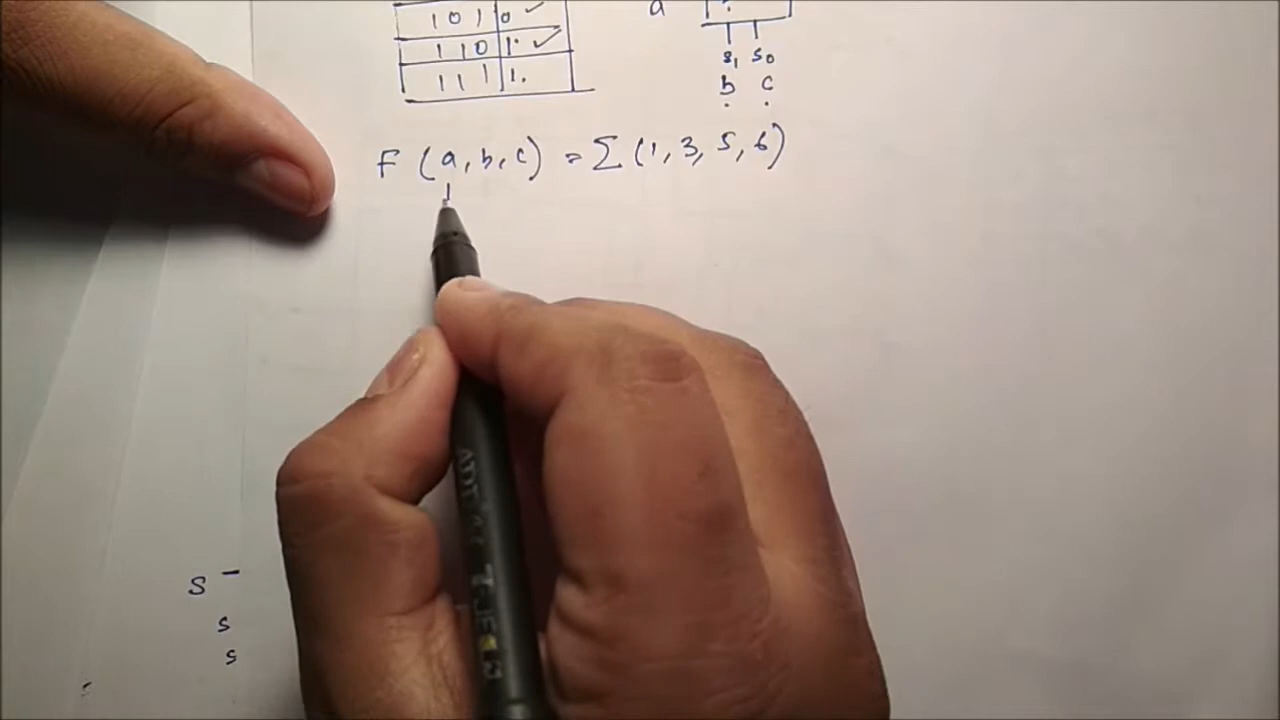 1 0 1 0 ✓
a
1 1 0 1. ✓
S1 S0
1 1 1 1.
b c
F (a, b, c) = ∑ (1, 3, 5, 6)
S –
S
S